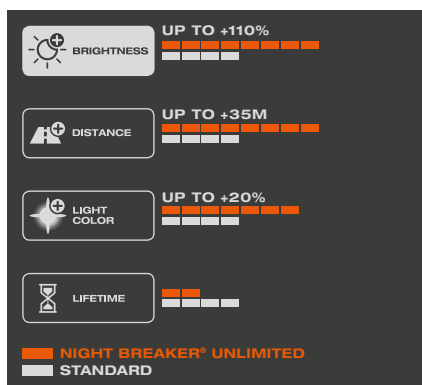 UP TO +110%
BRIGHTNESS
UP TO +35M
DISTANCE
UP TO +20%
LIGHT
COLOR
LIFETIME
NIGHT BREAKER® UNLIMITED
STANDARD